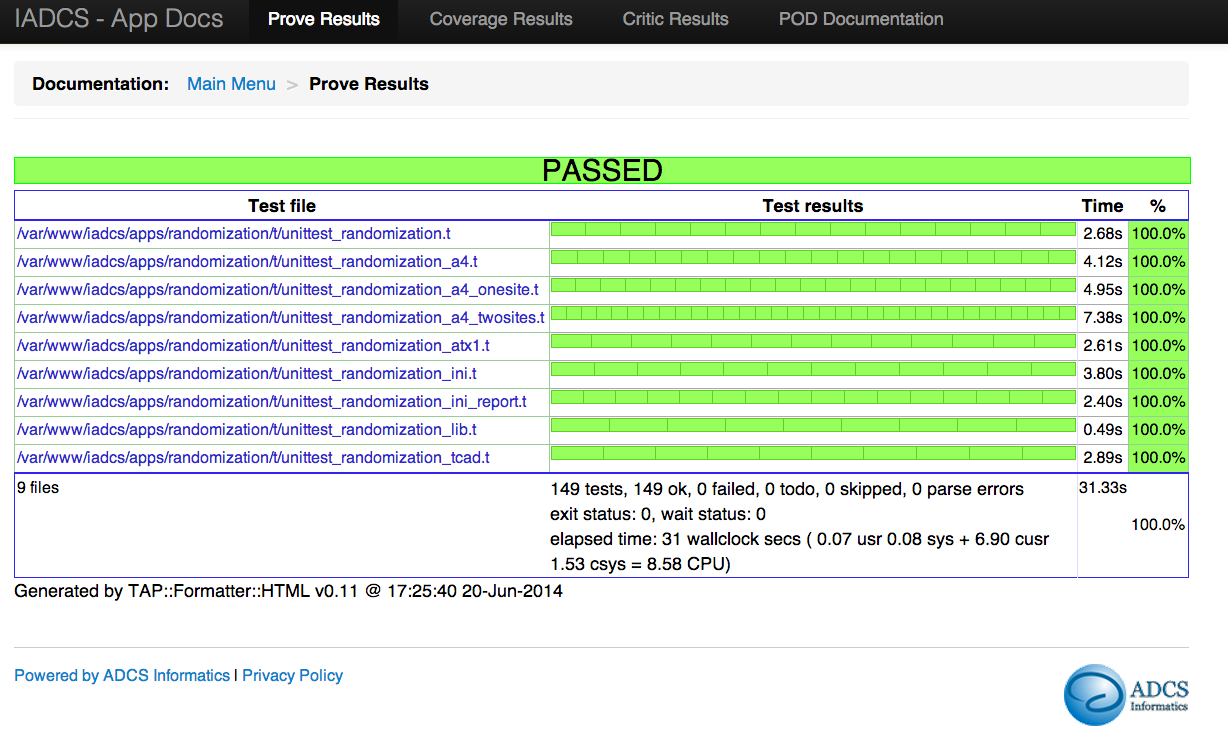 IADCS - App Docs Prove Results Coverage Results Critic Results POD Documentation
Documentation: Main Menu > Prove Results
PASSED
Test file Test results Time %
/var/www/iadcs/apps/randomization/t/unittest_randomization.t 2.68s 100.0%
/var/www/iadcs/apps/randomization/t/unittest_randomization_a4.t 4.12s 100.0%
/var/www/iadcs/apps/randomization/t/unittest_randomization_a4_onesite.t 4.95s 100.0%
/var/www/iadcs/apps/randomization/t/unittest_randomization_a4_twosites.t 7.38s 100.0%
/var/www/iadcs/apps/randomization/t/unittest_randomization_atx1.t 2.61s 100.0%
/var/www/iadcs/apps/randomization/t/unittest_randomization_ini.t 3.80s 100.0%
/var/www/iadcs/apps/randomization/t/unittest_randomization_ini_report.t 2.40s 100.0%
/var/www/iadcs/apps/randomization/t/unittest_randomization_lib.t 0.49s 100.0%
/var/www/iadcs/apps/randomization/t/unittest_randomization_tcad.t 2.89s 100.0%
9 files 149 tests, 149 ok, 0 failed, 0 todo, 0 skipped, 0 parse errors 31.33s
exit status: 0, wait status: 0
100.0%
elapsed time: 31 wallclock secs ( 0.07 usr 0.08 sys + 6.90 cusr
1.53 csys = 8.58 CPU)
Generated by TAP::Formatter::HTML v0.11 @ 17:25:40 20-Jun-2014
Powered by ADCS Informatics | Privacy Policy
ADCS
Informatics